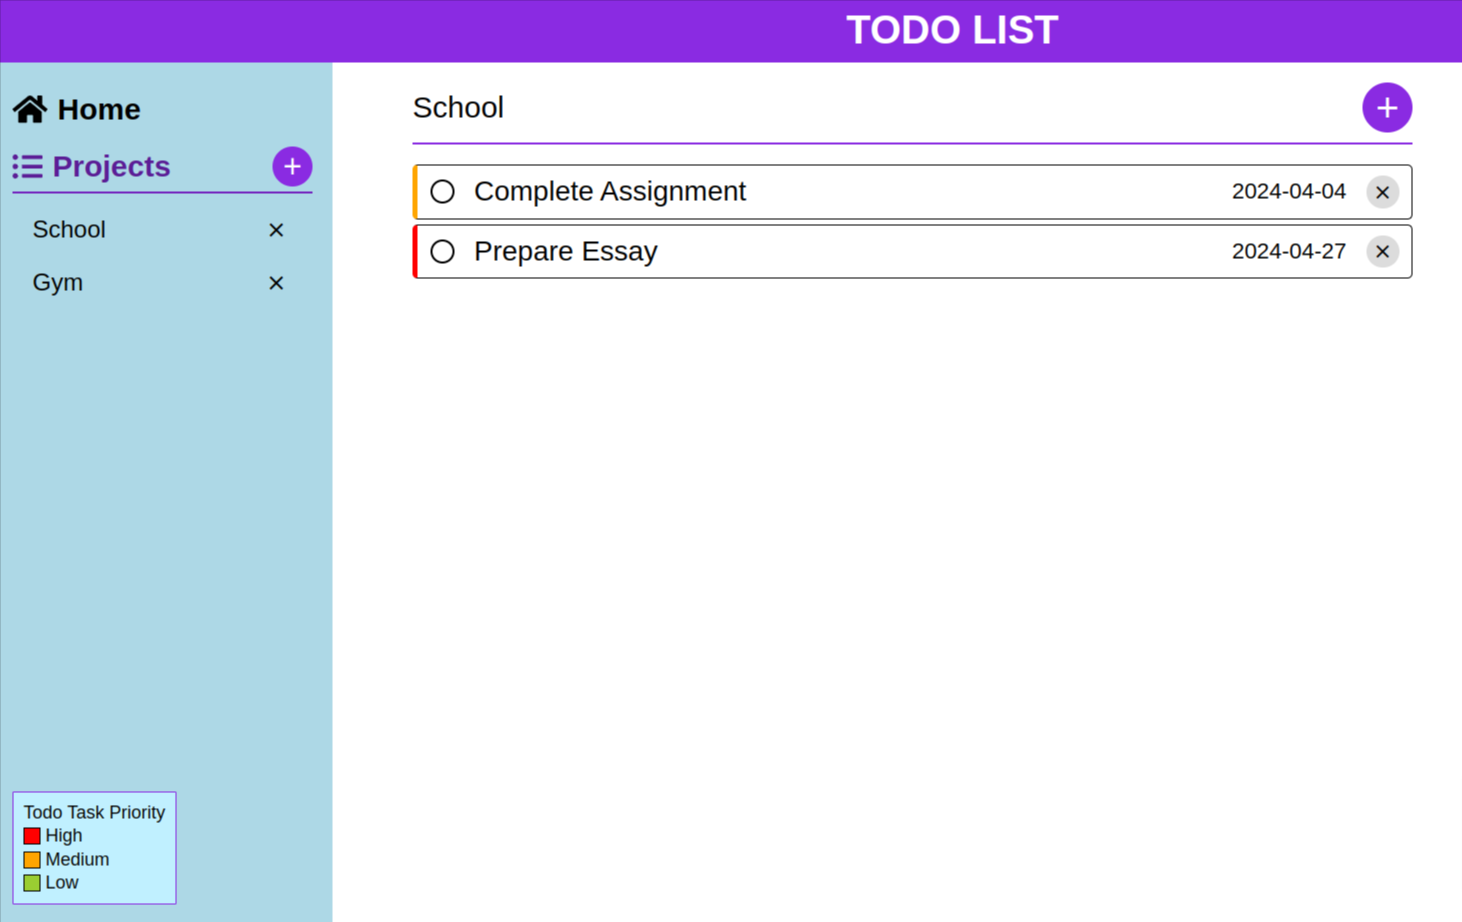 TODO LIST
Home
Projects
School
Gym
Todo Task Priority
High
Medium
Low
School
Complete Assignment 2024-04-04
Prepare Essay 2024-04-27